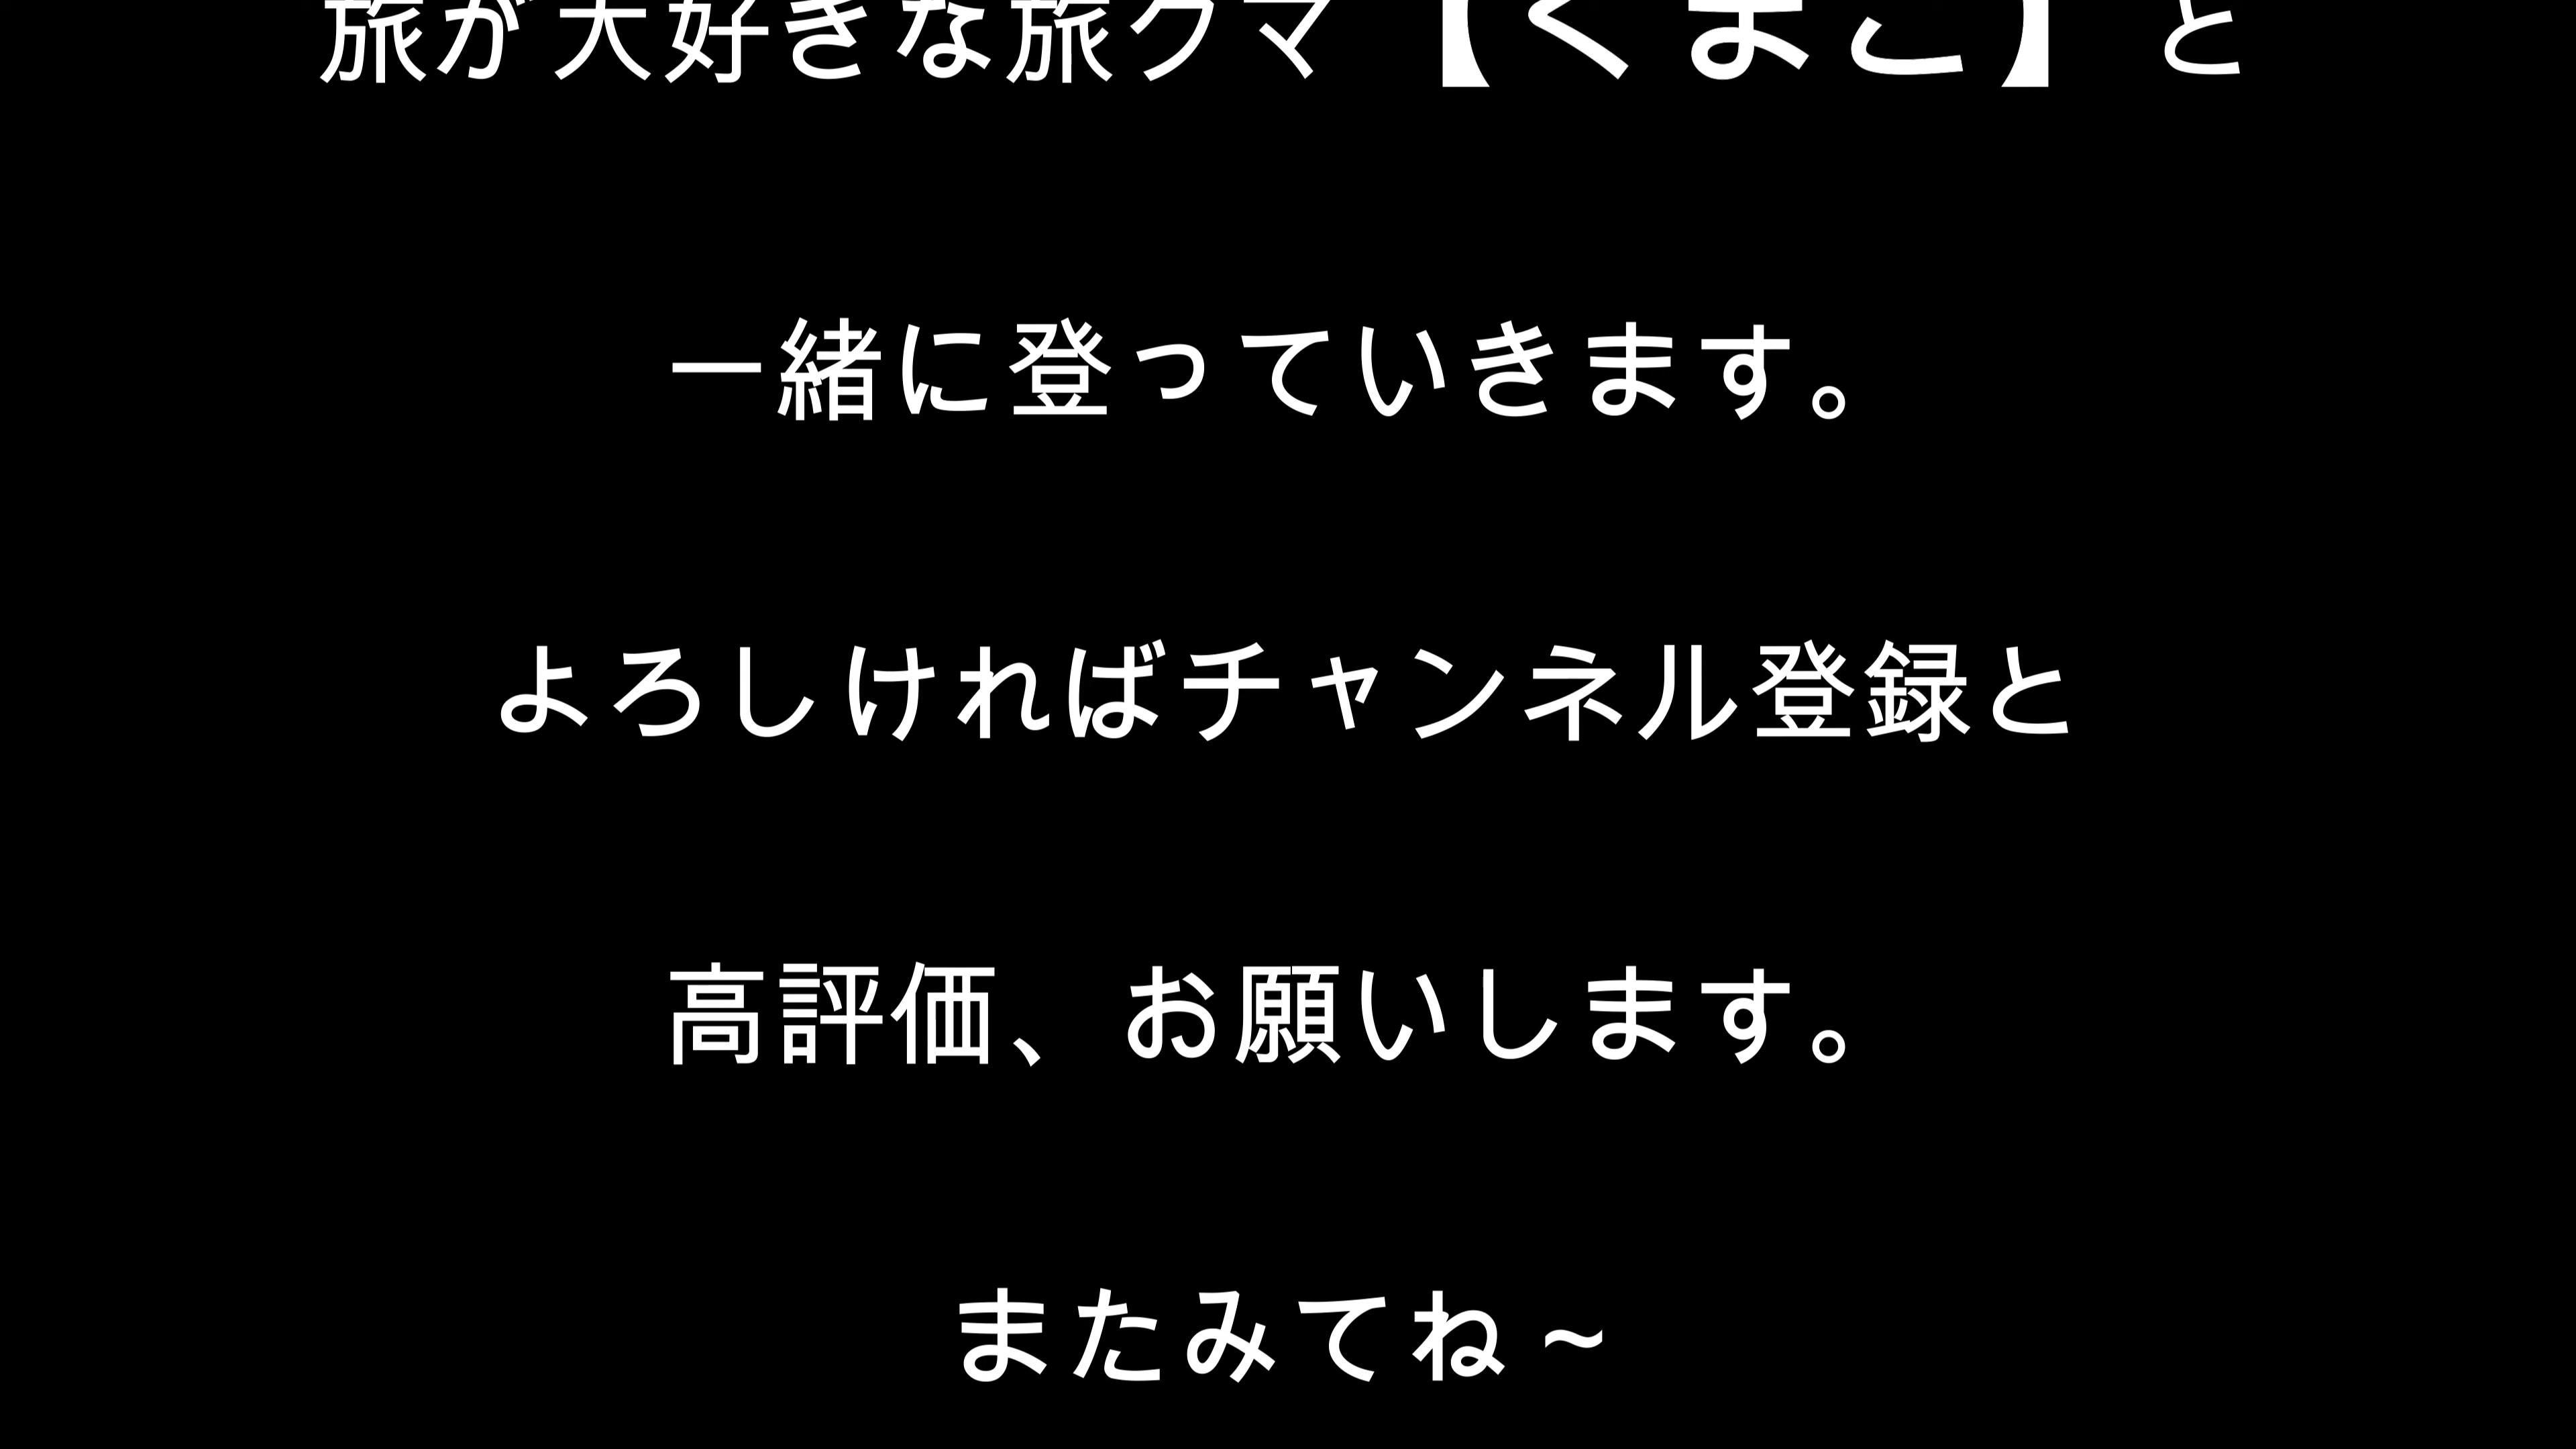 旅が大好きな旅クマ【くまこ】と
一緒に登っていきます。
よろしければチャンネル登録と
高評価、お願いします。
またみてね~